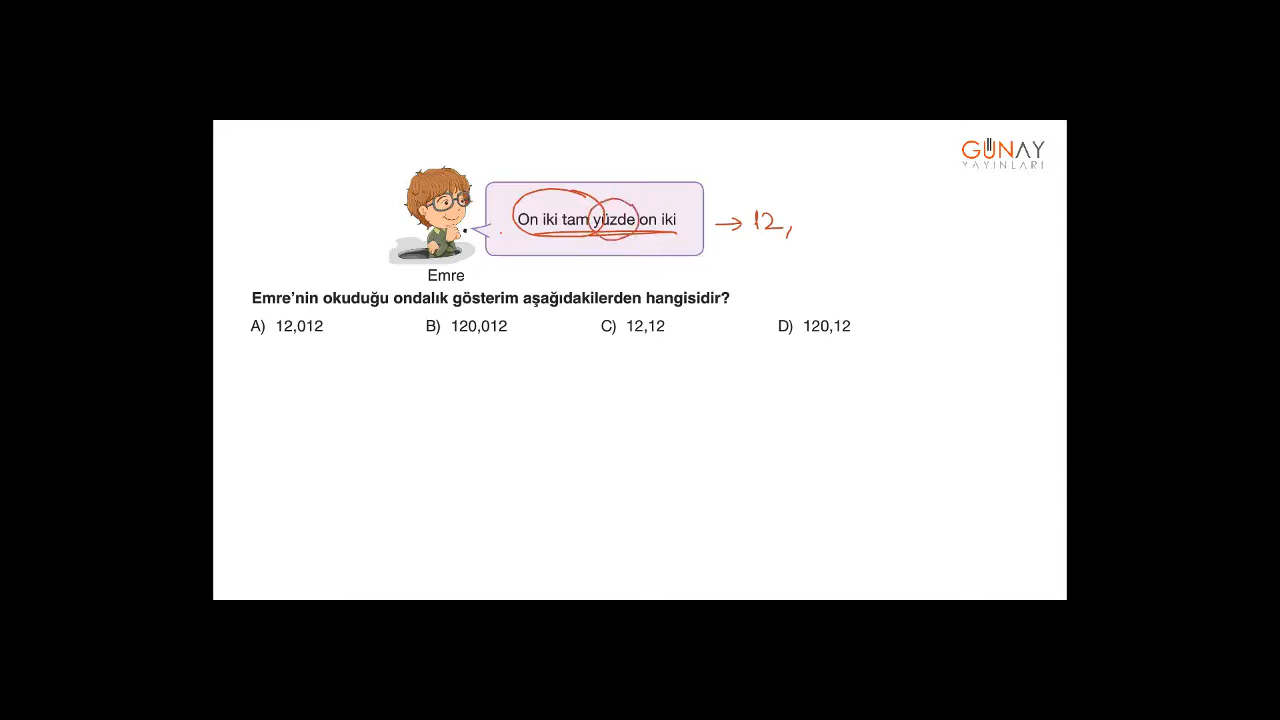 GÜNAY
YAYINLARI
On iki tam yüzde on iki
→ 12,
Emre
Emre'nin okuduğu ondalık gösterim aşağıdakilerden hangisidir?
A) 12,012 B) 120,012 C) 12,12 D) 120,12